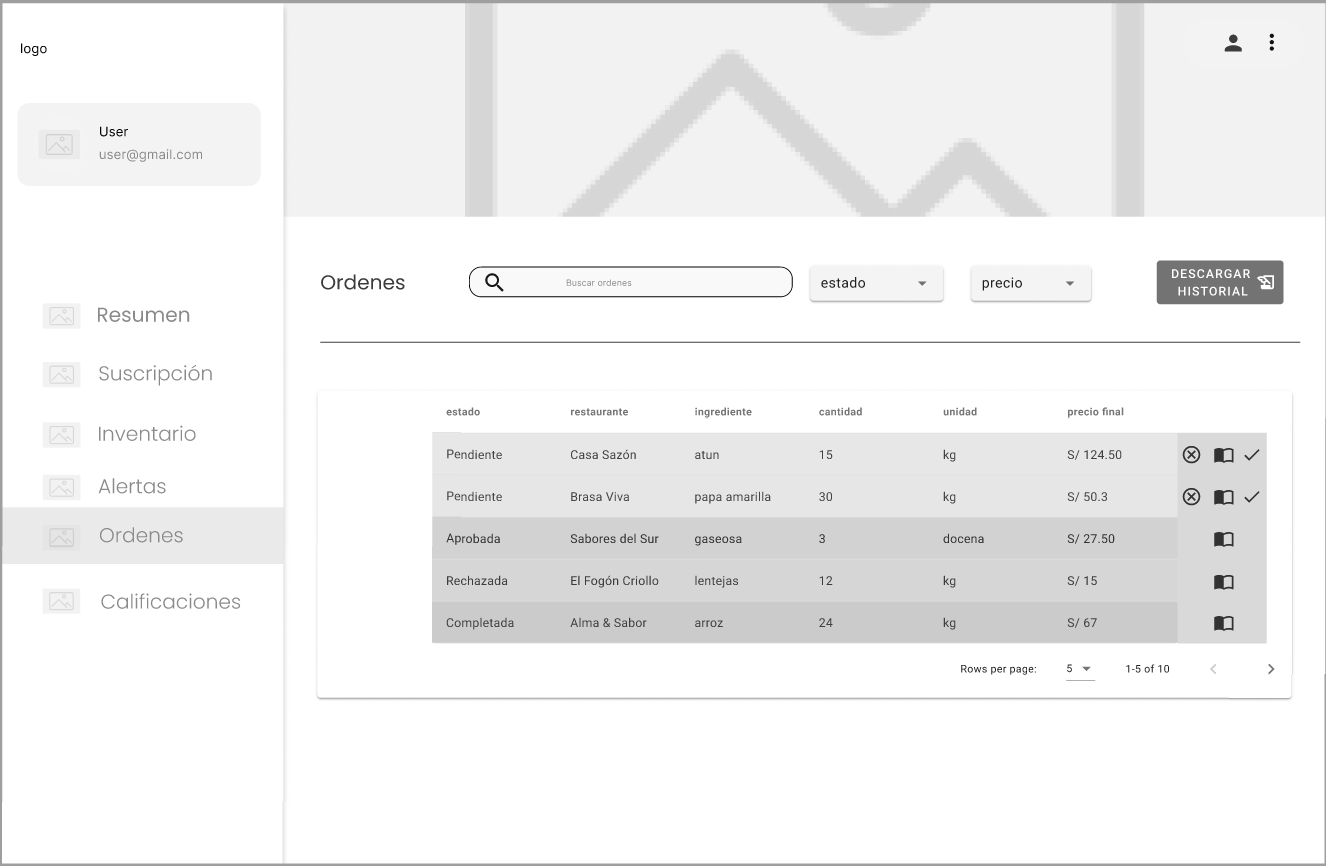 logo
User
user@gmail.com
Resumen
Suscripción
Inventario
Alertas
Ordenes
Calificaciones
Ordenes
Buscar ordenes
estado
precio
DESCARGAR
HISTORIAL
estado restaurante ingrediente cantidad unidad precio final
Pendiente Casa Sazón atun 15 kg S/ 124.50
Pendiente Brasa Viva papa amarilla 30 kg S/ 50.3
Aprobada Sabores del Sur gaseosa 3 docena S/ 27.50
Rechazada El Fogón Criollo lentejas 12 kg S/ 15
Completada Alma & Sabor arroz 24 kg S/ 67
Rows per page: 5 1-5 of 10